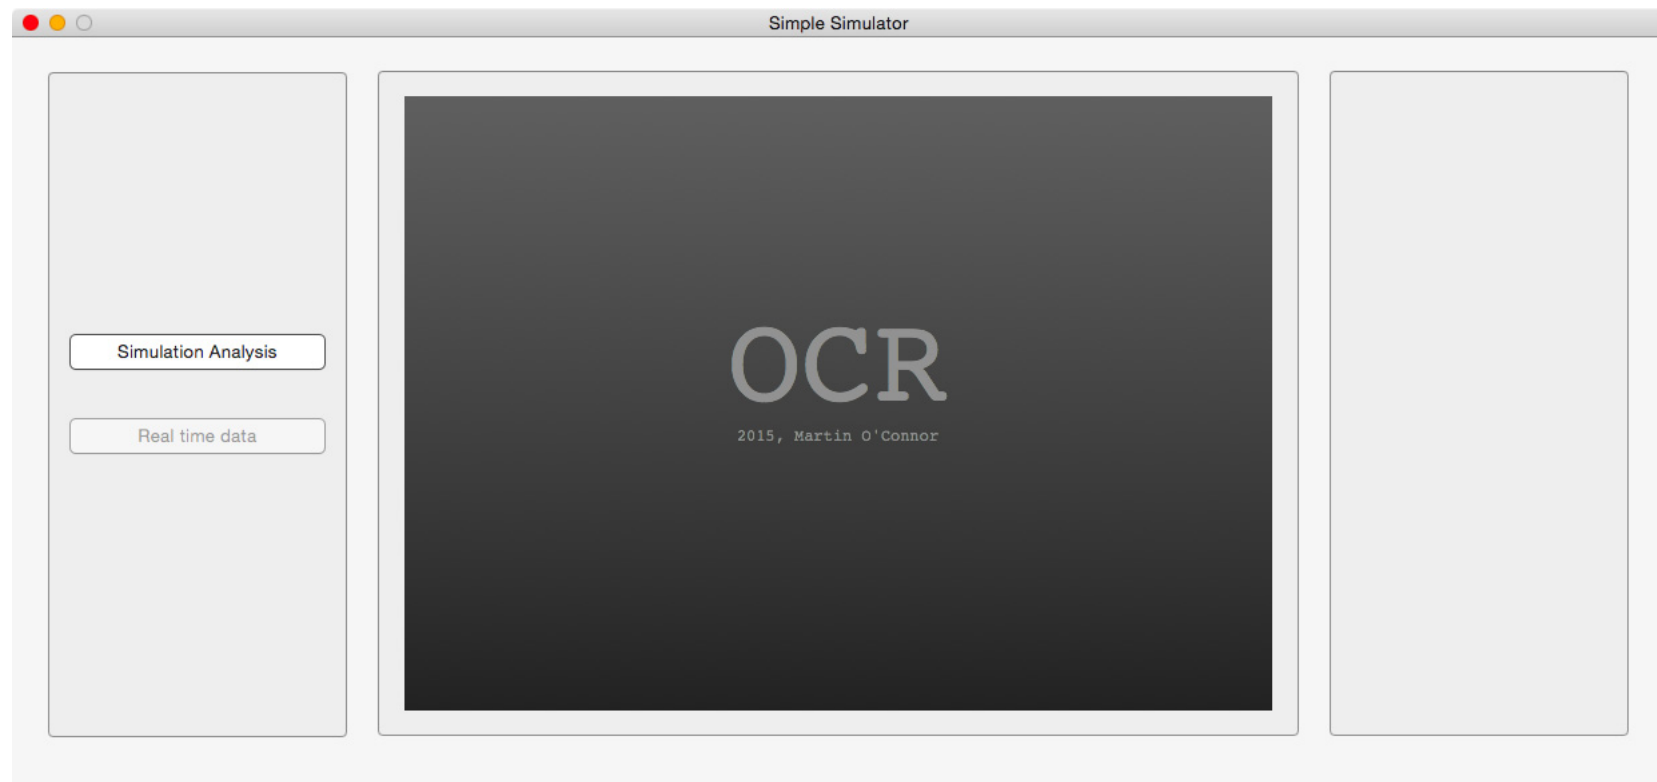 Simple Simulator
Simulation Analysis
Real time data
OCR
2015, Martin O'Connor